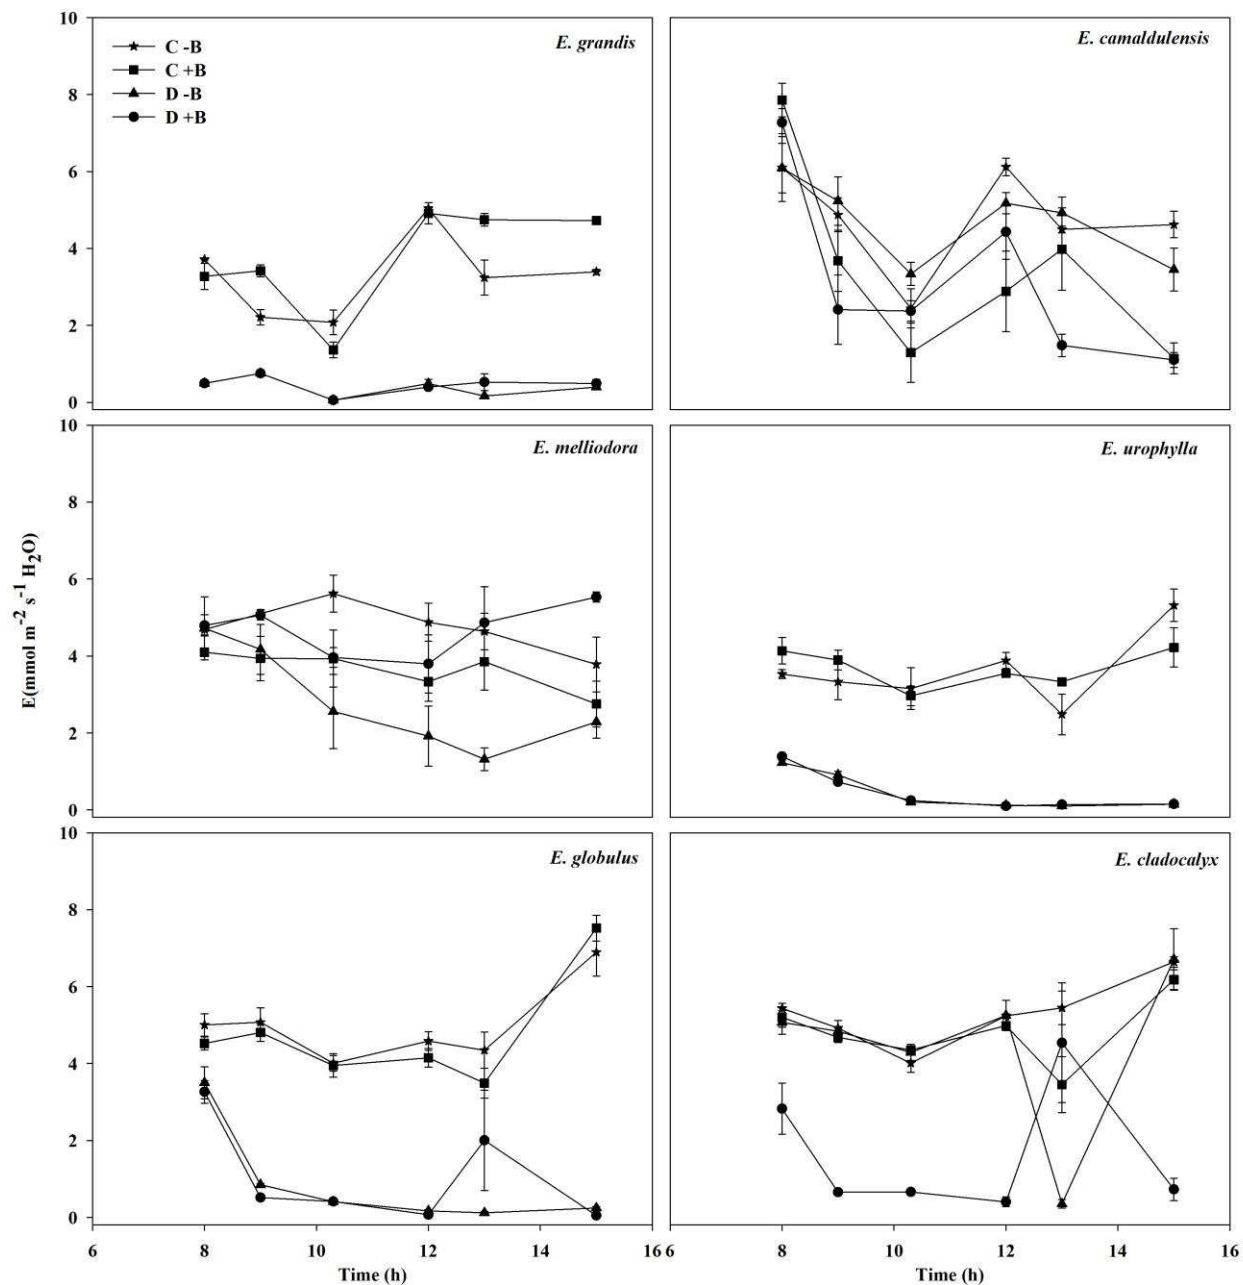 10
E. grandis
E. camaldulensis
C -B
C +B
D -B
D +B
8
6
4
2
0
10
E. melliodora
E. urophylla
8
6
4
2
0
E(mmol m⁻² s⁻¹ H₂O)
10
E. globulus
E. cladocalyx
8
6
4
2
0
6 8 10 12 14 16 6 8 10 12 14 16
Time (h) Time (h)